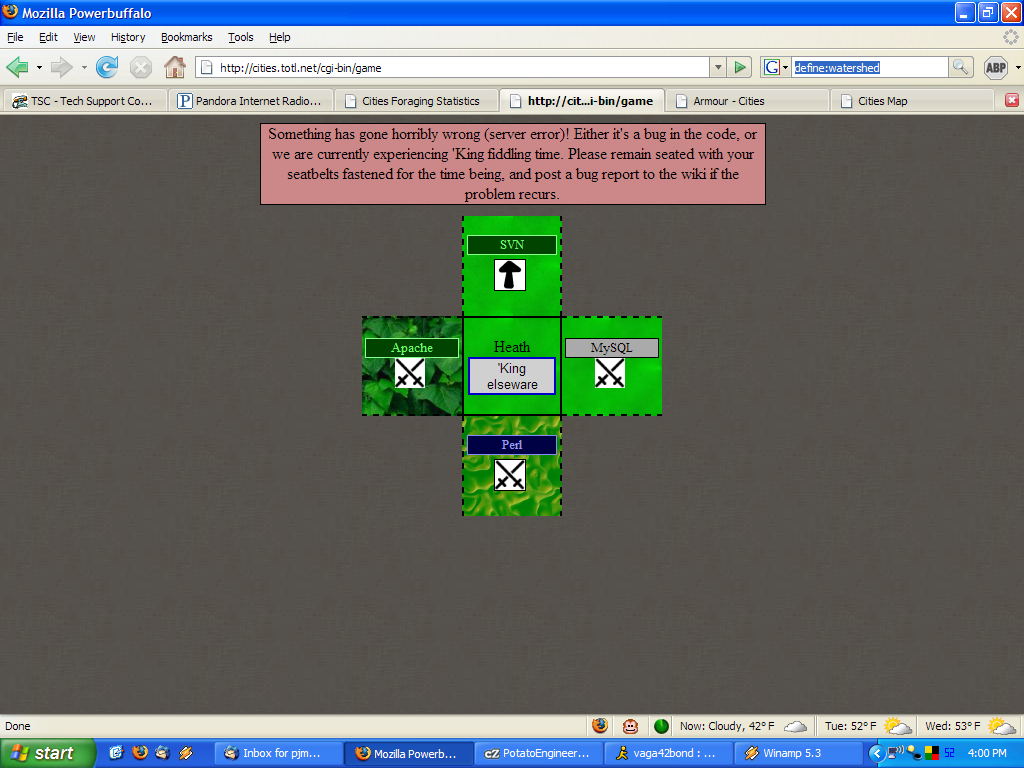 Mozilla Powerbuffalo
File Edit View History Bookmarks Tools Help
http://cities.totl.net/cgi-bin/game
G
define:watershed
ABP
TSC - Tech Support Co...
Pandora Internet Radio...
Cities Foraging Statistics
http://cit...i-bin/game
Armour - Cities
Cities Map
Something has gone horribly wrong (server error)! Either it's a bug in the code, or
we are currently experiencing 'King fiddling time. Please remain seated with your
seatbelts fastened for the time being, and post a bug report to the wiki if the
problem recurs.
SVN
Apache
Heath
MySQL
'King
elseware
Perl
Done
Now: Cloudy, 42° F
Tue: 52° F
Wed: 53° F
start
Inbox for pjm...
Mozilla Powerb...
cz PotatoEngineer...
vaga42bond : ...
Winamp 5.3
52
4:00 PM